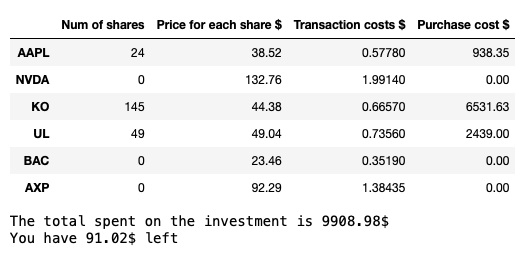 Num of shares Price for each share $ Transaction costs $ Purchase cost $
AAPL 24 38.52 0.57780 938.35
NVDA 0 132.76 1.99140 0.00
KO 145 44.38 0.66570 6531.63
UL 49 49.04 0.73560 2439.00
BAC 0 23.46 0.35190 0.00
AXP 0 92.29 1.38435 0.00
The total spent on the investment is 9908.98$
You have 91.02$ left